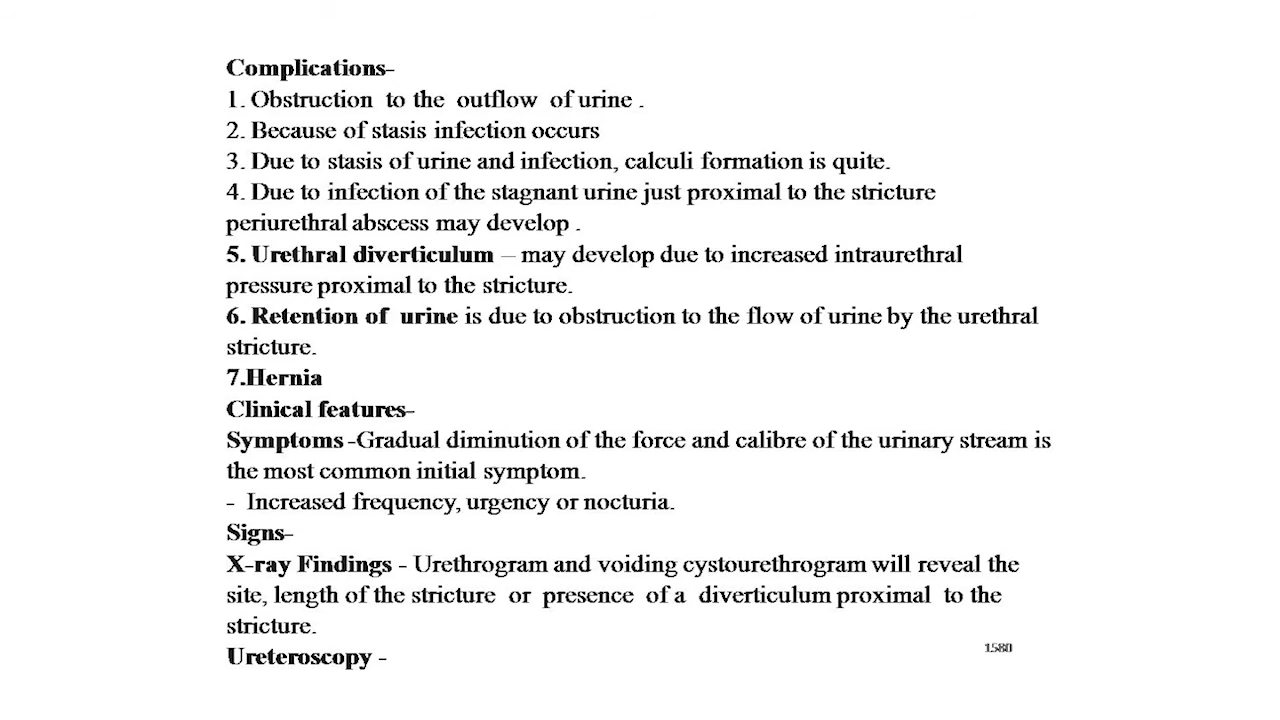 Complications-
1. Obstruction to the outflow of urine .
2. Because of stasis infection occurs
3. Due to stasis of urine and infection, calculi formation is quite.
4. Due to infection of the stagnant urine just proximal to the stricture
periurethral abscess may develop .
5. Urethral diverticulum – may develop due to increased intraurethral
pressure proximal to the stricture.
6. Retention of urine is due to obstruction to the flow of urine by the urethral
stricture.
7.Hernia
Clinical features-
Symptoms -Gradual diminution of the force and calibre of the urinary stream is
the most common initial symptom.
- Increased frequency, urgency or nocturia.
Signs-
X-ray Findings - Urethrogram and voiding cystourethrogram will reveal the
site, length of the stricture or presence of a diverticulum proximal to the
stricture.
Ureteroscopy -
1580